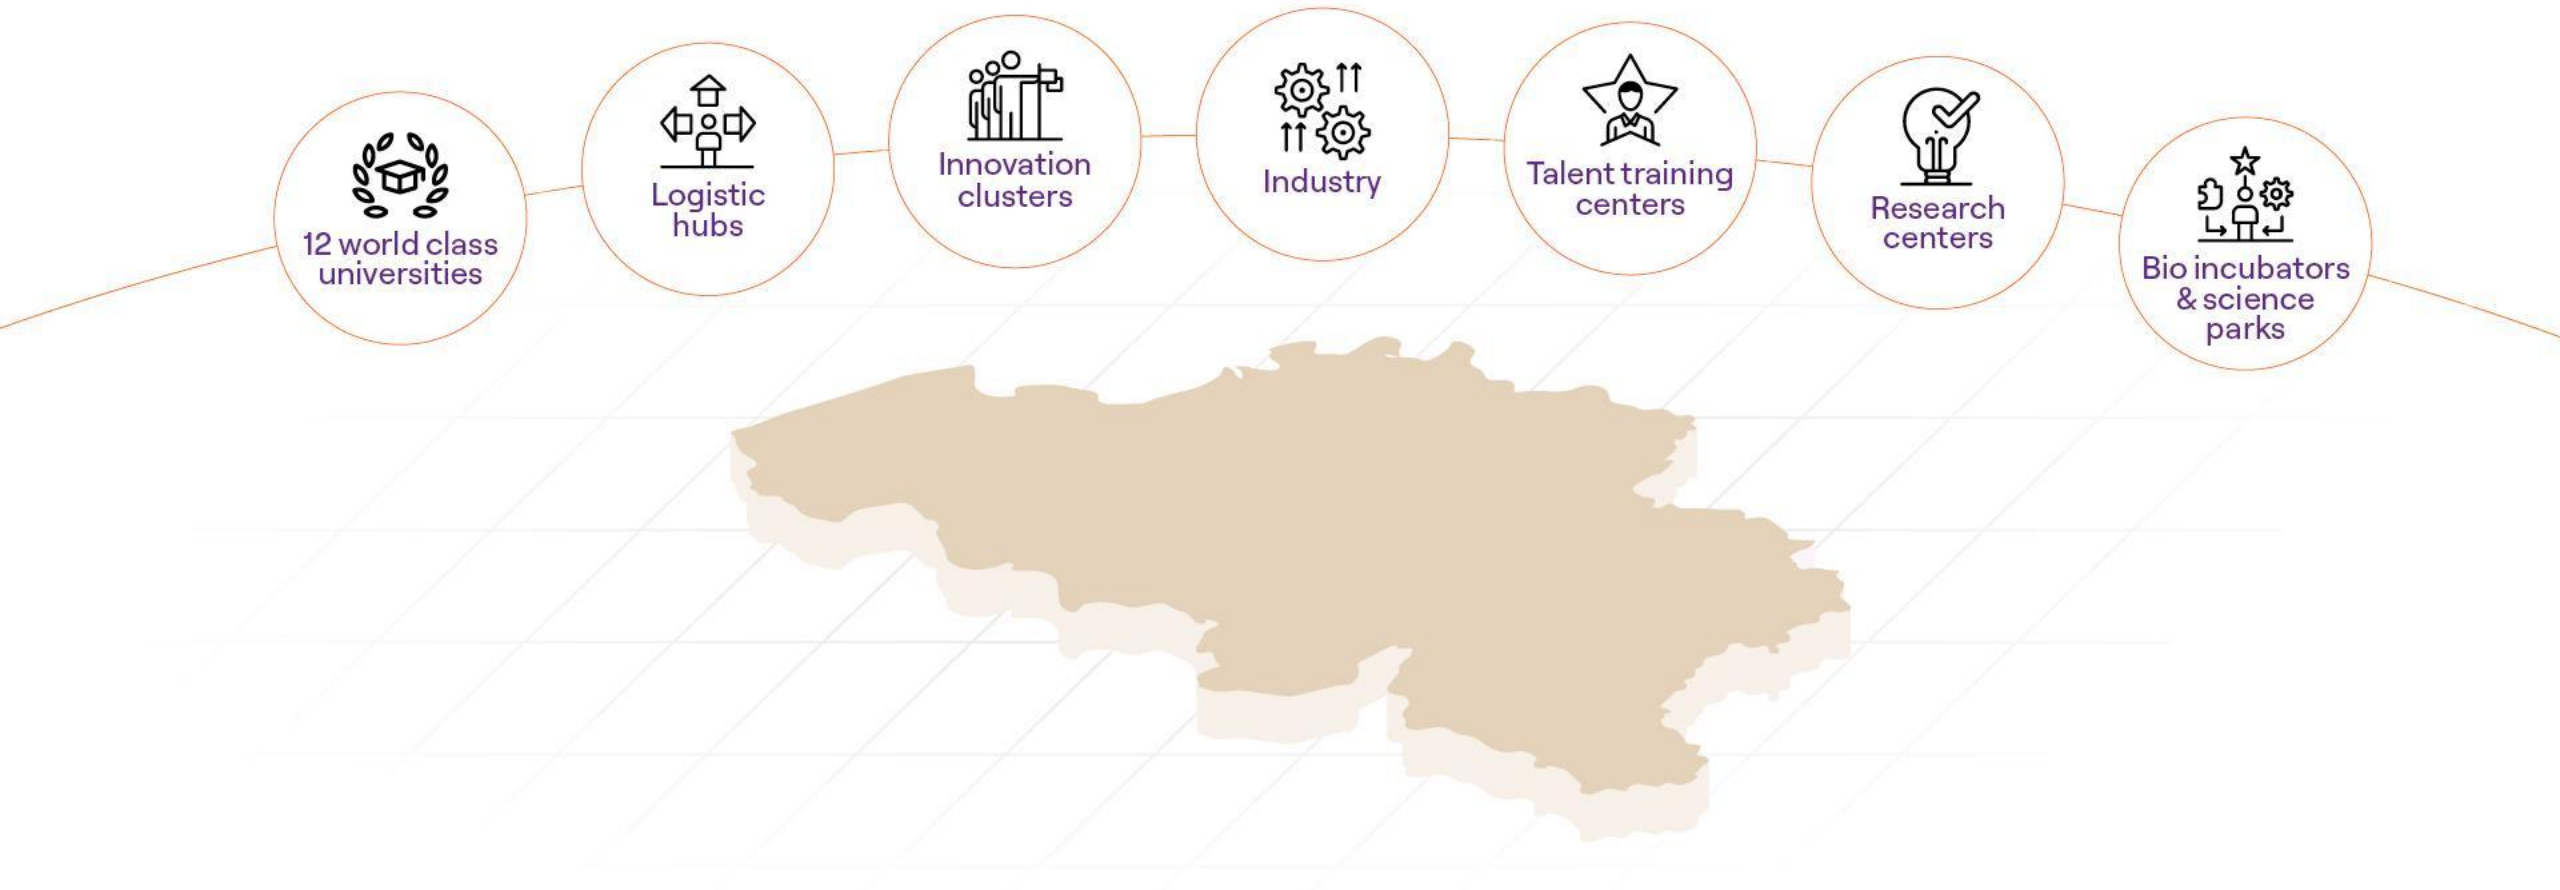 12 world class
universities
Logistic
hubs
Innovation
clusters
Industry
Talent training
centers
Research
centers
Bio incubators
& science
parks